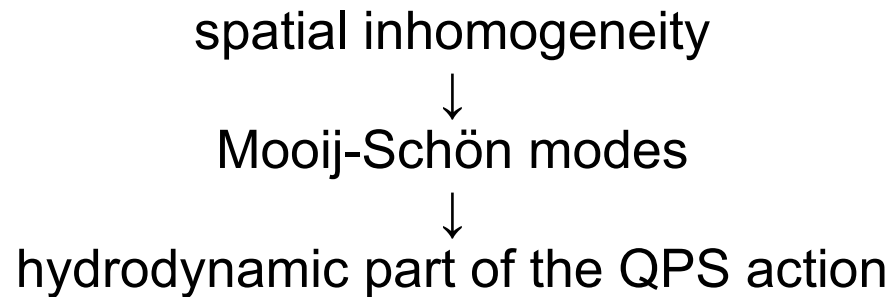 spatial inhomogeneity
↓
Mooij-Schön modes
↓
hydrodynamic part of the QPS action